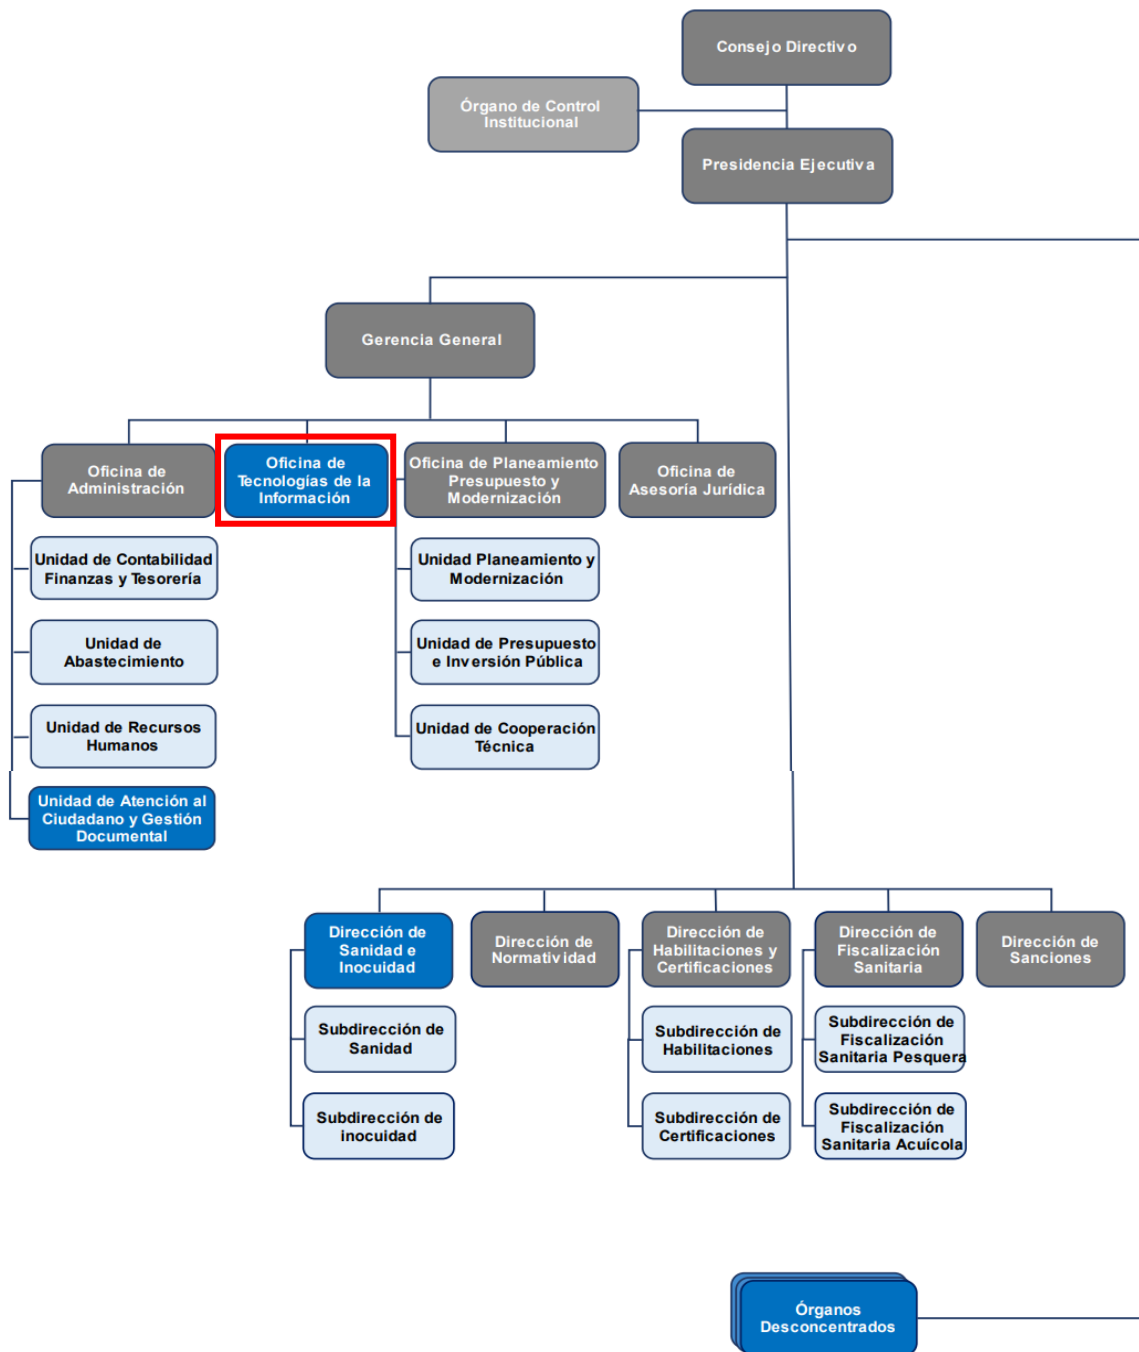 Consejo Directivo
Órgano de Control
Institucional
Presidencia Ejecutiva
Gerencia General
Oficina de
Administración
Oficina de
Tecnologías de la
Información
Oficina de Planeamiento
Presupuesto y
Modernización
Oficina de
Asesoría Jurídica
Unidad de Contabilidad
Finanzas y Tesorería
Unidad Planeamiento y
Modernización
Unidad de
Abastecimiento
Unidad de Presupuesto
e Inversión Pública
Unidad de Recursos
Humanos
Unidad de Cooperación
Técnica
Unidad de Atención al
Ciudadano y Gestión
Documental
Dirección de
Sanidad e
Inocuidad
Dirección de
Normatividad
Dirección de
Habilitaciones y
Certificaciones
Dirección de
Fiscalización
Sanitaria
Dirección de
Sanciones
Subdirección de
Sanidad
Subdirección de
Habilitaciones
Subdirección de
Fiscalización
Sanitaria Pesquera
Subdirección de
inocuidad
Subdirección de
Certificaciones
Subdirección de
Fiscalización
Sanitaria Acuícola
Órganos
Desconcentrados